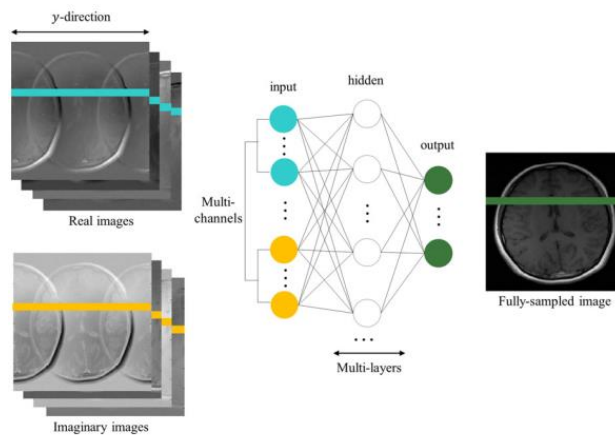 y-direction
Real images
Imaginary images
input
hidden
output
Multi-
channels
Multi-layers
Fully-sampled image